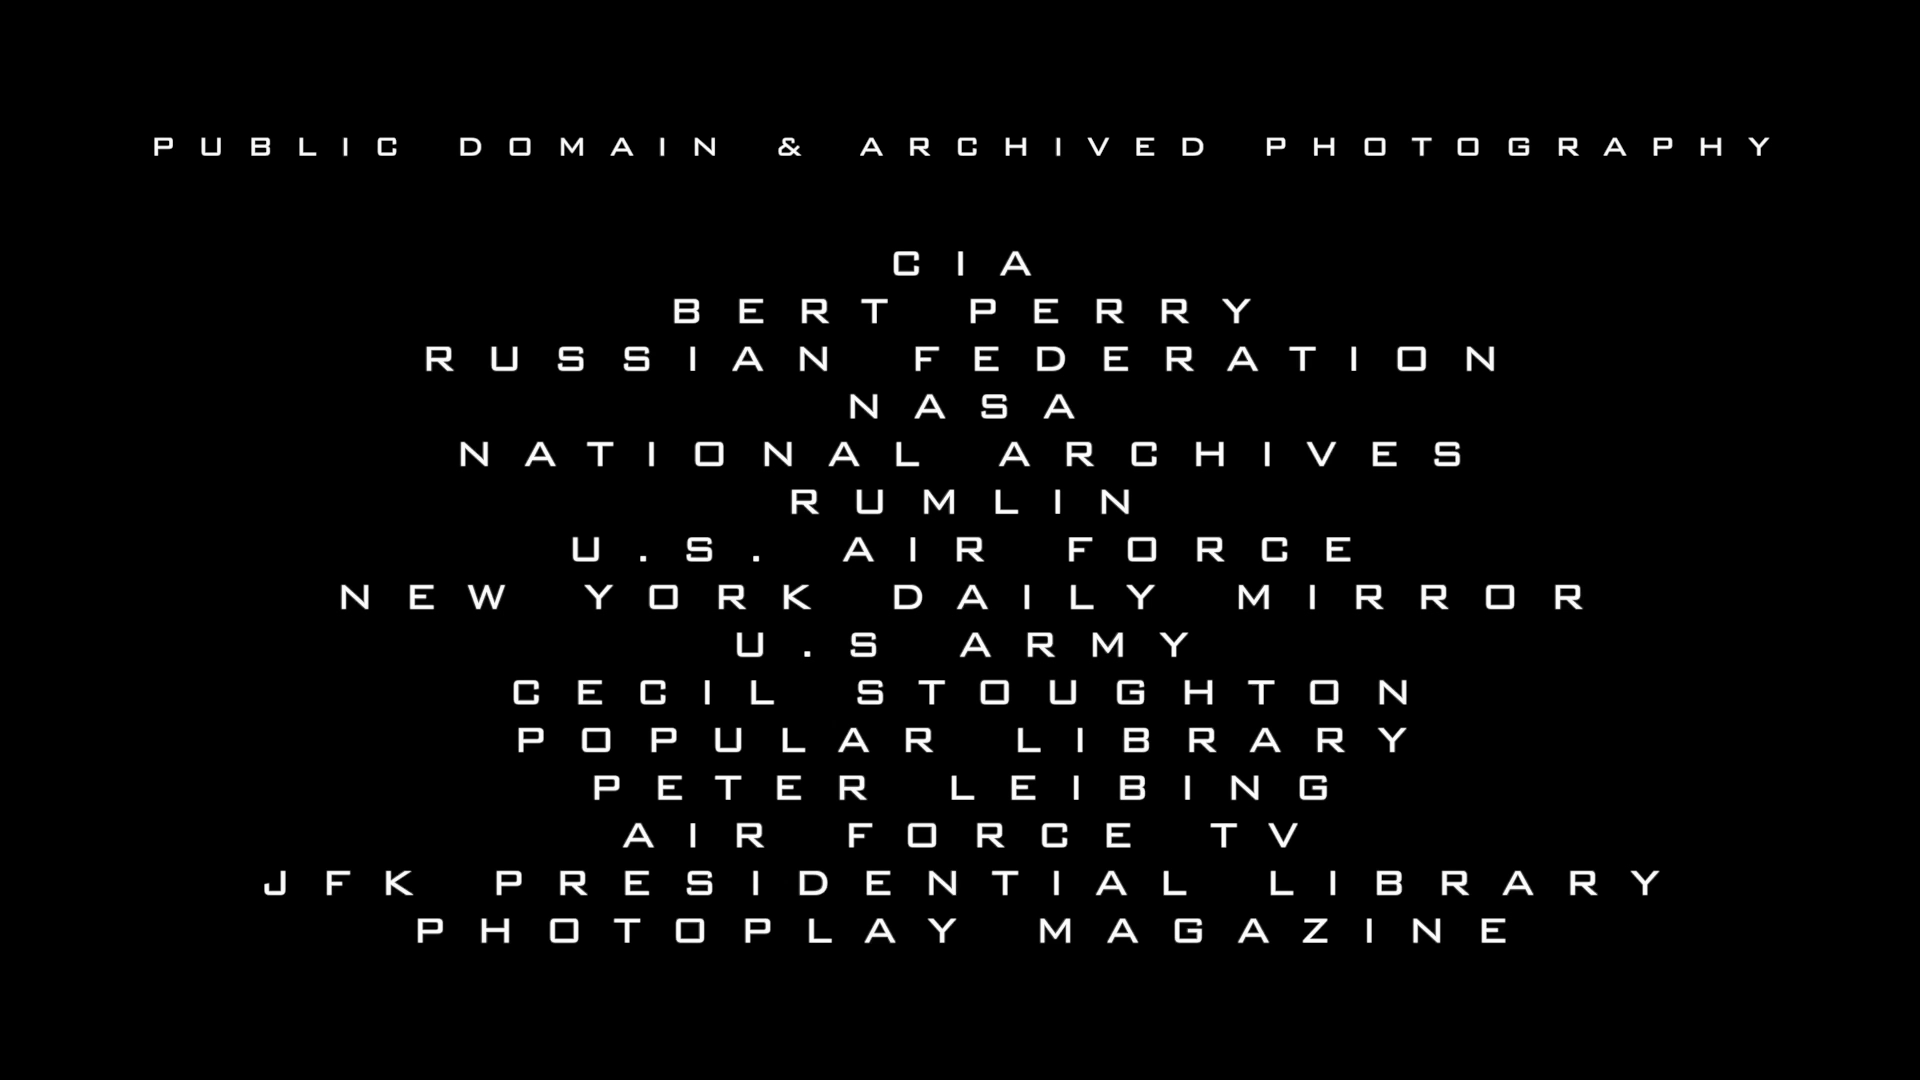 PUBLIC DOMAIN & ARCHIVED PHOTOGRAPHY
CIA
BERT PERRY
RUSSIAN FEDERATION
NASA
NATIONAL ARCHIVES
RUMLIN
U.S. AIR FORCE
NEW YORK DAILY MIRROR
U.S ARMY
CECIL STOUGHTON
POPULAR LIBRARY
PETER LEIBING
AIR FORCE TV
JFK PRESIDENTIAL LIBRARY
PHOTOPLAY MAGAZINE